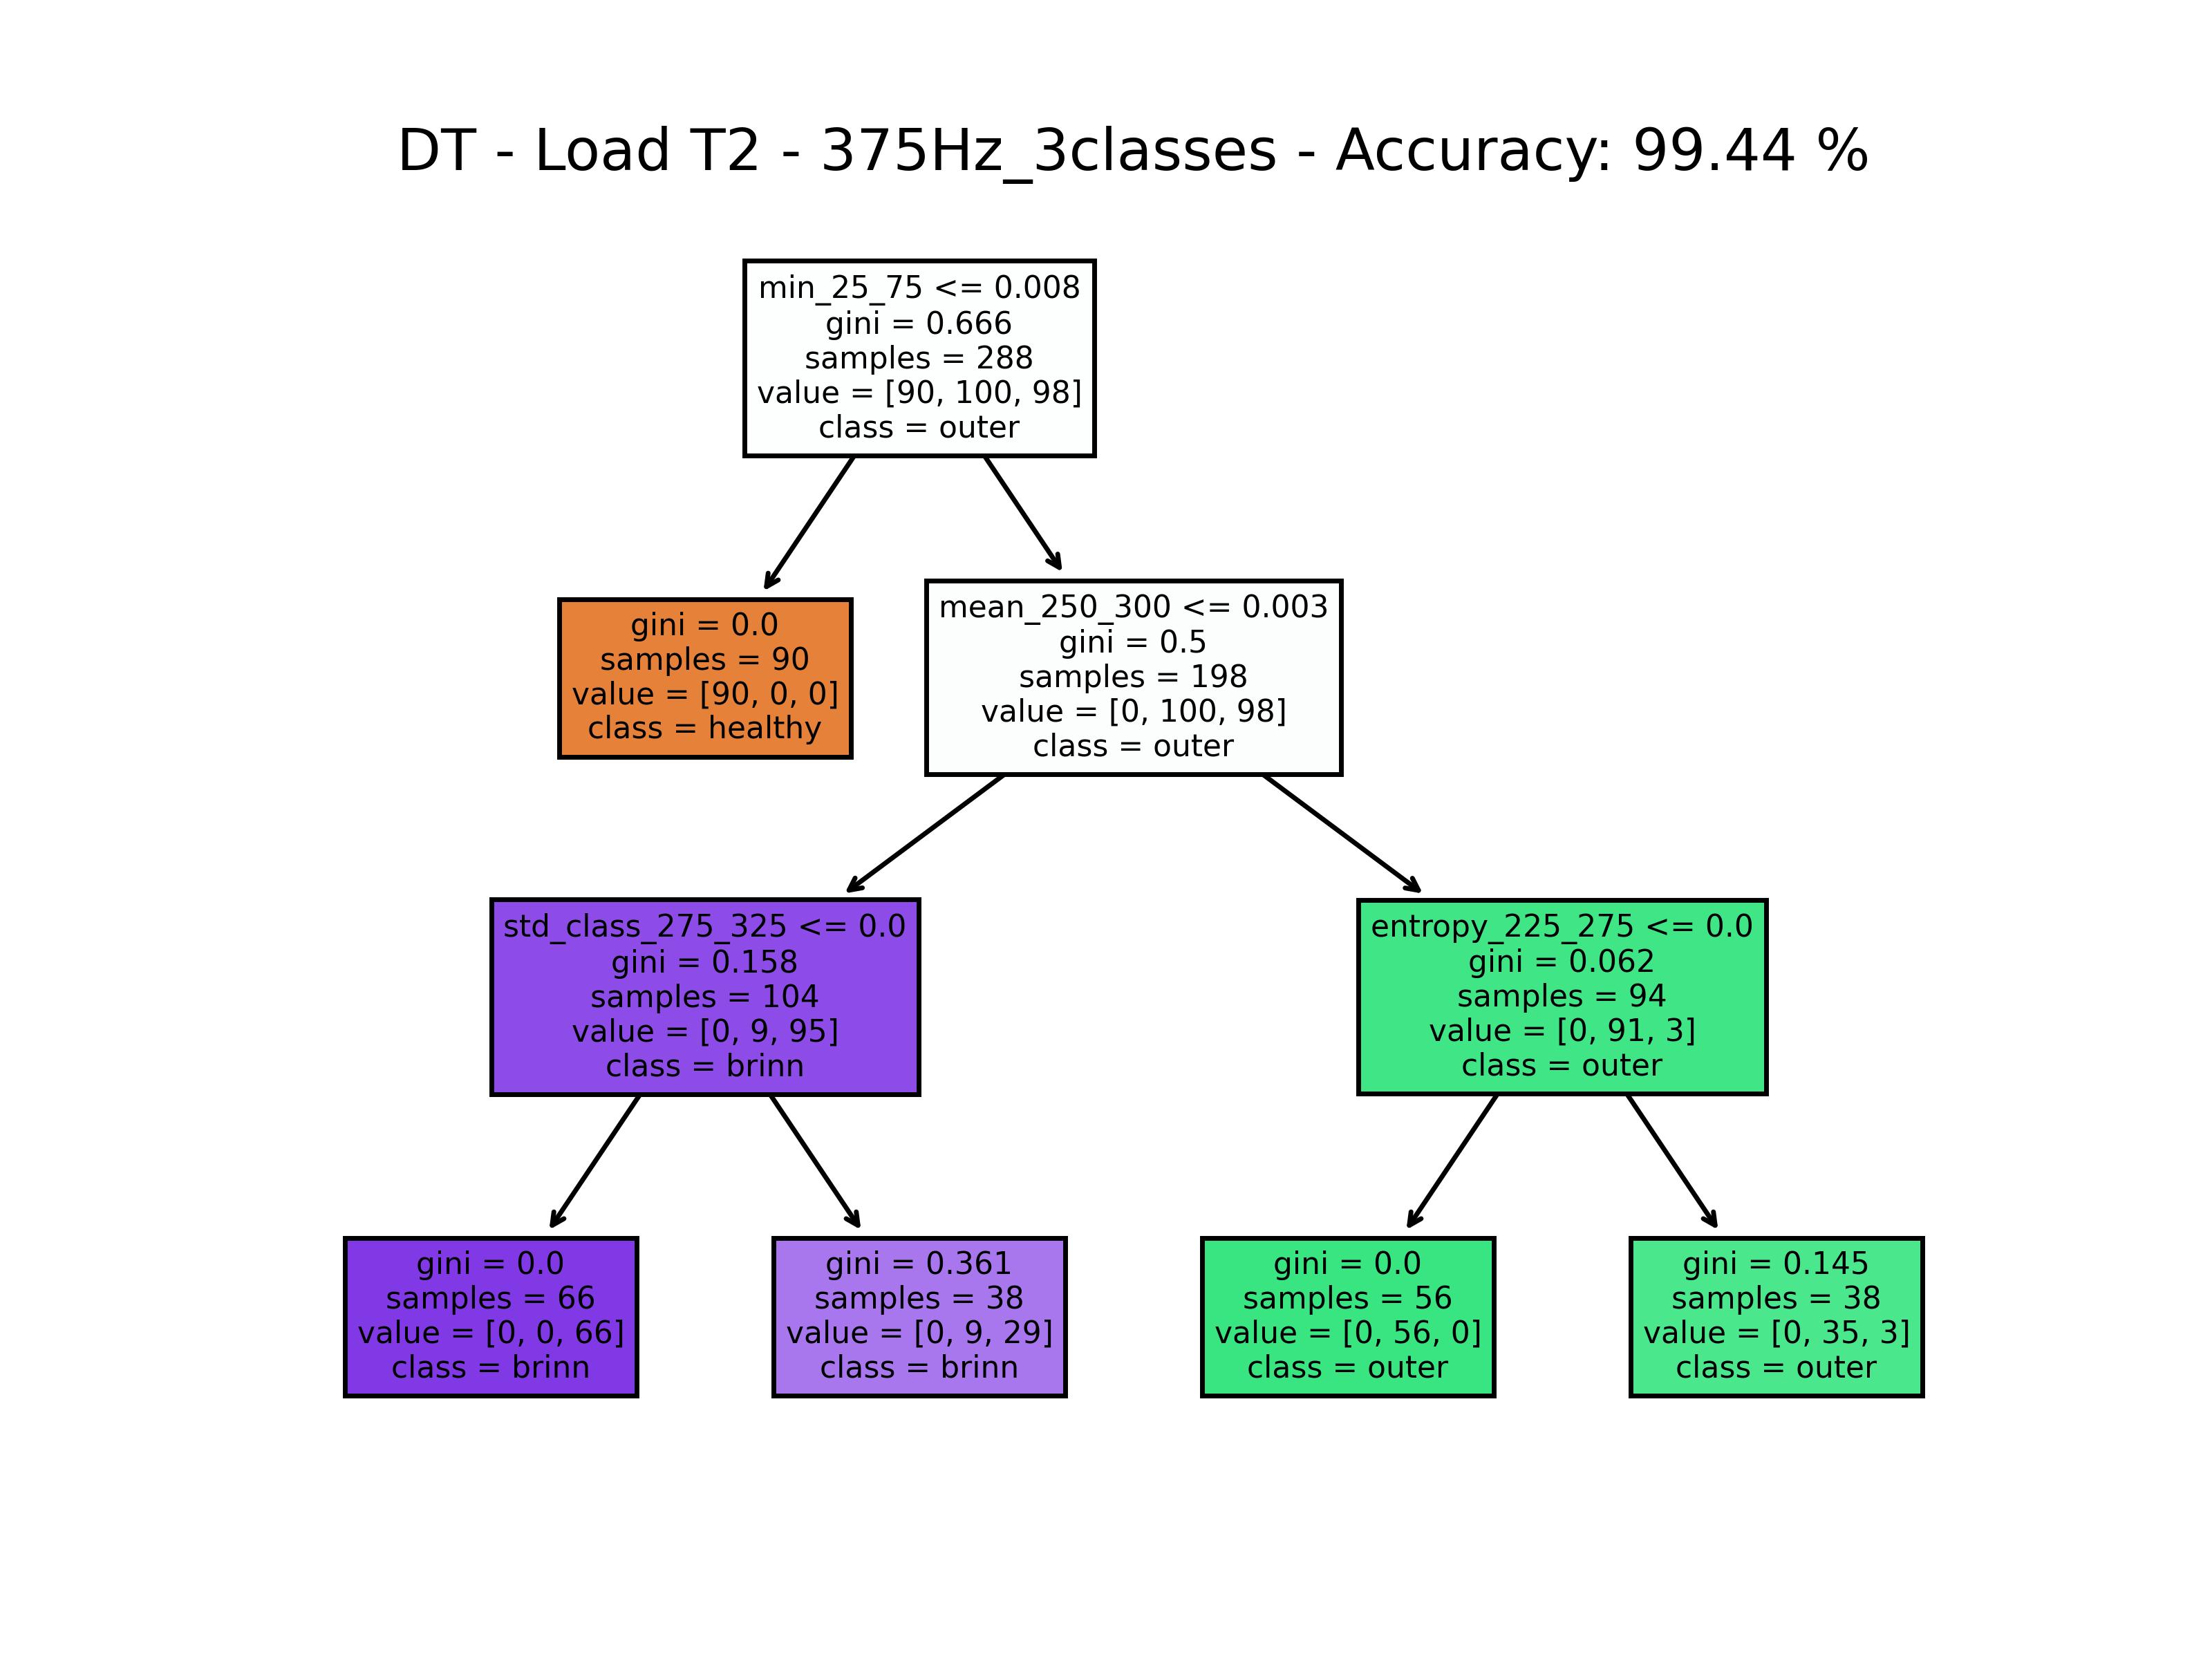 DT - Load T2 - 375Hz_3classes - Accuracy: 99.44 %
min_25_75 <= 0.008
gini = 0.666
samples = 288
value = [90, 100, 98]
class = outer
gini = 0.0
samples = 90
value = [90, 0, 0]
class = healthy
mean_250_300 <= 0.003
gini = 0.5
samples = 198
value = [0, 100, 98]
class = outer
std_class_275_325 <= 0.0
gini = 0.158
samples = 104
value = [0, 9, 95]
class = brinn
entropy_225_275 <= 0.0
gini = 0.062
samples = 94
value = [0, 91, 3]
class = outer
gini = 0.0
samples = 66
value = [0, 0, 66]
class = brinn
gini = 0.361
samples = 38
value = [0, 9, 29]
class = brinn
gini = 0.0
samples = 56
value = [0, 56, 0]
class = outer
gini = 0.145
samples = 38
value = [0, 35, 3]
class = outer